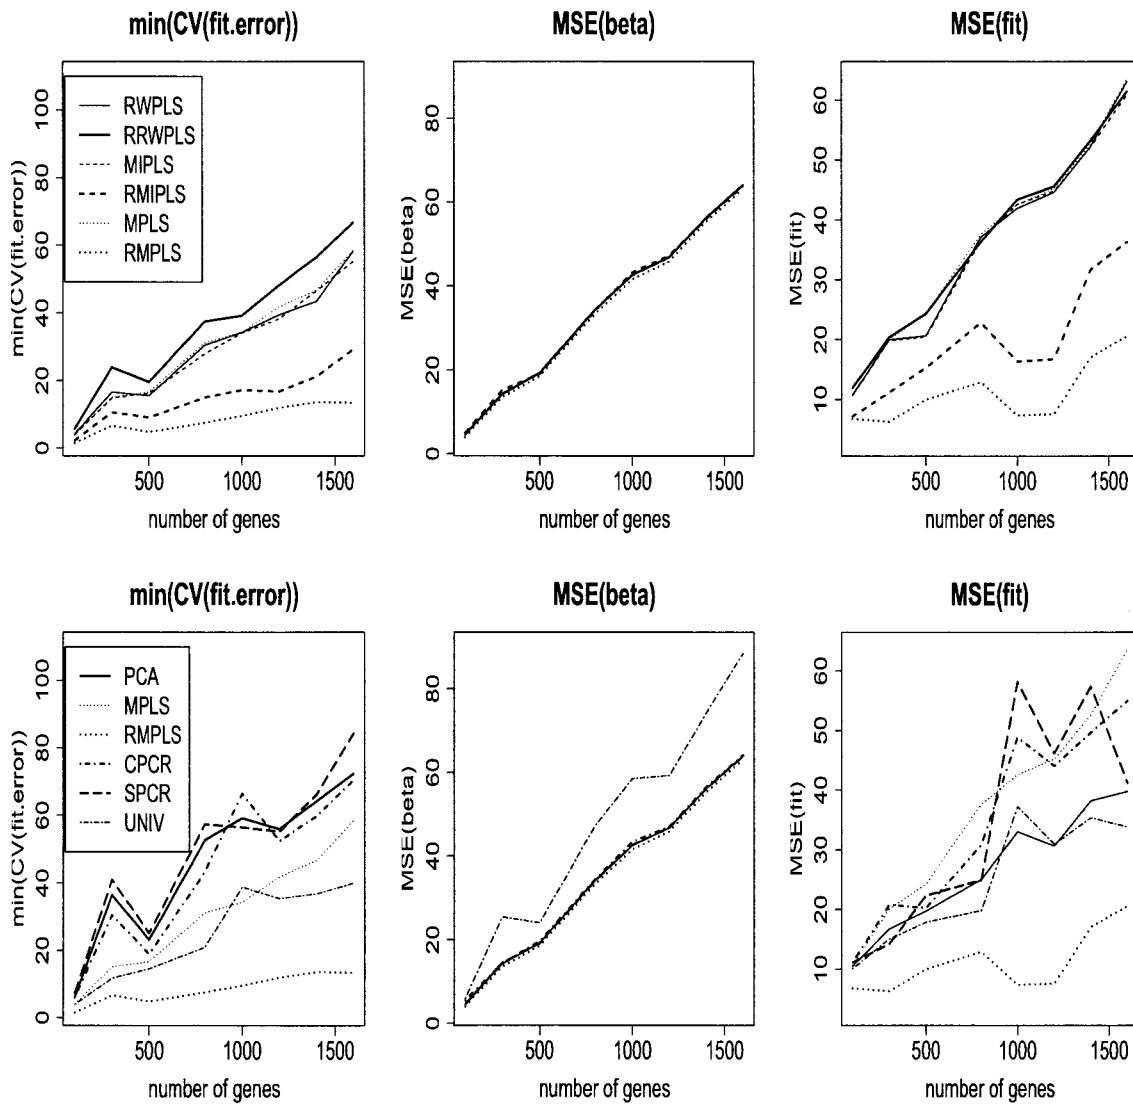 min(CV(fit.error))
MSE(beta)
MSE(fit)
min(CV(fit.error))
0 20 40 60 80 100
RWPLS
RRWPLS
MIPLS
RMIPLS
MPLS
RMPLS
500 1000 1500
number of genes
MSE(beta)
0 20 40 60 80
500 1000 1500
number of genes
MSE(fit)
10 20 30 40 50 60
500 1000 1500
number of genes
min(CV(fit.error))
MSE(beta)
MSE(fit)
min(CV(fit.error))
0 20 40 60 80 100
PCA
MPLS
RMPLS
CPCR
SPCR
UNIV
500 1000 1500
number of genes
MSE(beta)
0 20 40 60 80
500 1000 1500
number of genes
MSE(fit)
10 20 30 40 50 60
500 1000 1500
number of genes